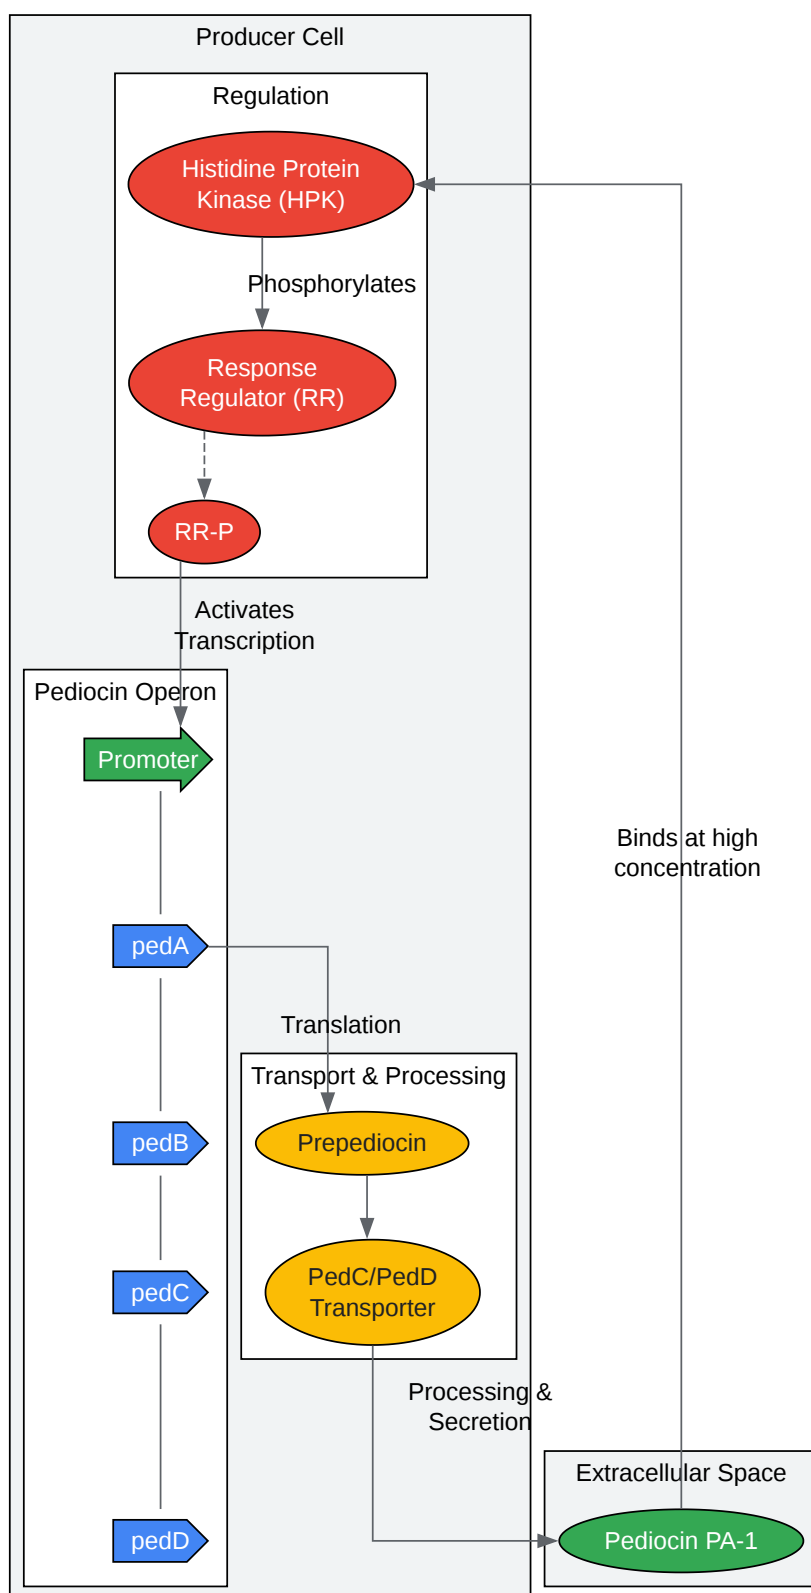 Producer Cell
Regulation
Histidine Protein
Kinase (HPK)
Phosphorylates
Response
Regulator (RR)
RR-P
Activates
Transcription
Pediocin Operon
Promoter
Binds at high
concentration
pedA
Translation
Transport & Processing
pedB
Prepediocin
pedC
PedC/PedD
Transporter
Processing &
Secretion
Extracellular Space
pedD
Pediocin PA-1